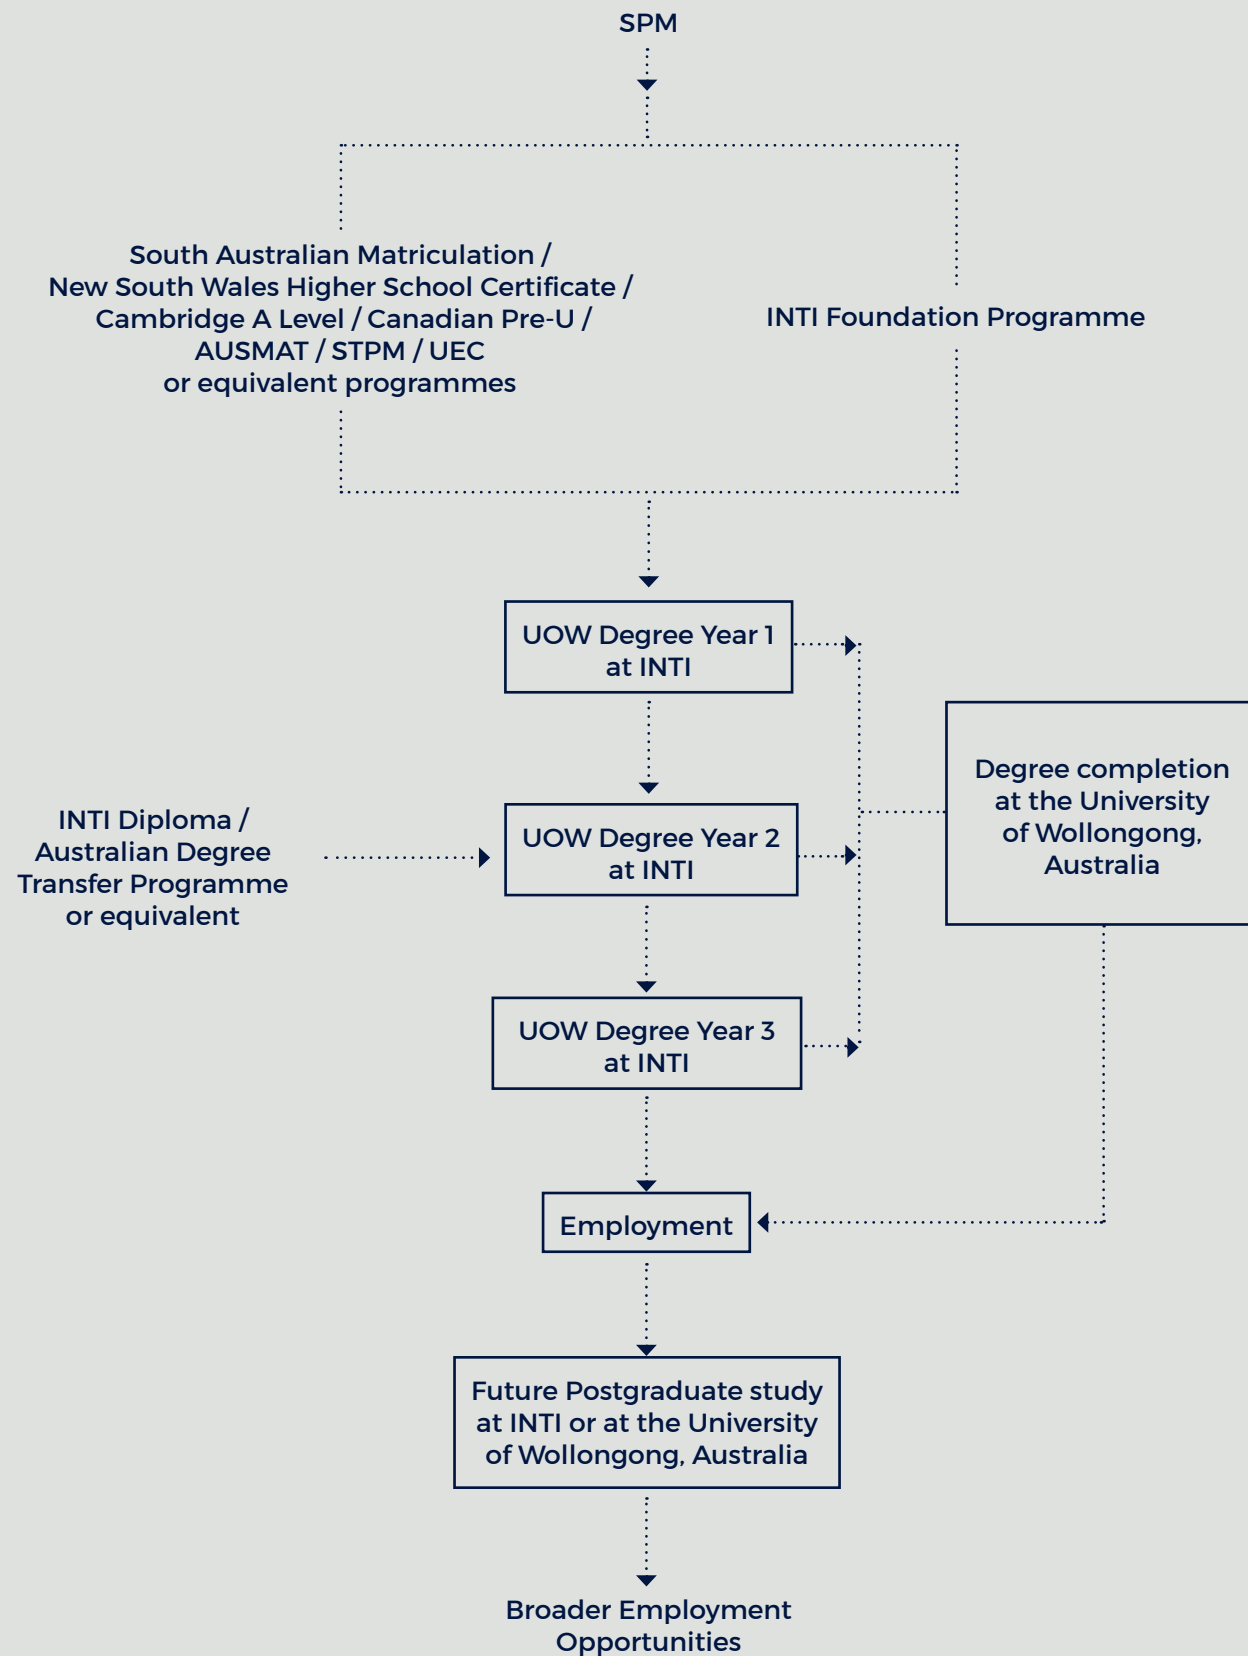 SPM
South Australian Matriculation /
New South Wales Higher School Certificate /
Cambridge A Level / Canadian Pre-U /
AUSMAT / STPM / UEC
or equivalent programmes
INTI Foundation Programme
UOW Degree Year 1
at INTI
Degree completion
at the University
of Wollongong,
Australia
INTI Diploma /
Australian Degree
Transfer Programme
or equivalent
UOW Degree Year 2
at INTI
UOW Degree Year 3
at INTI
Employment
Future Postgraduate study
at INTI or at the University
of Wollongong, Australia
Broader Employment
Opportunities